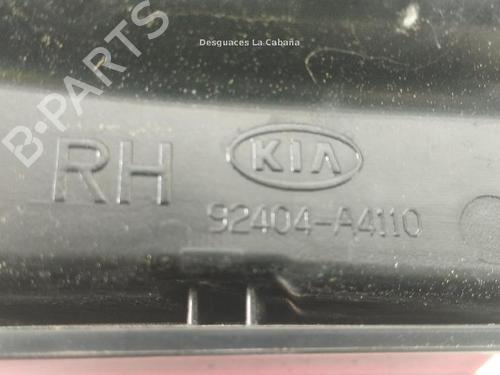 Desguaces La Cabaña
B-PARTS
RH KIA
92404-A4110